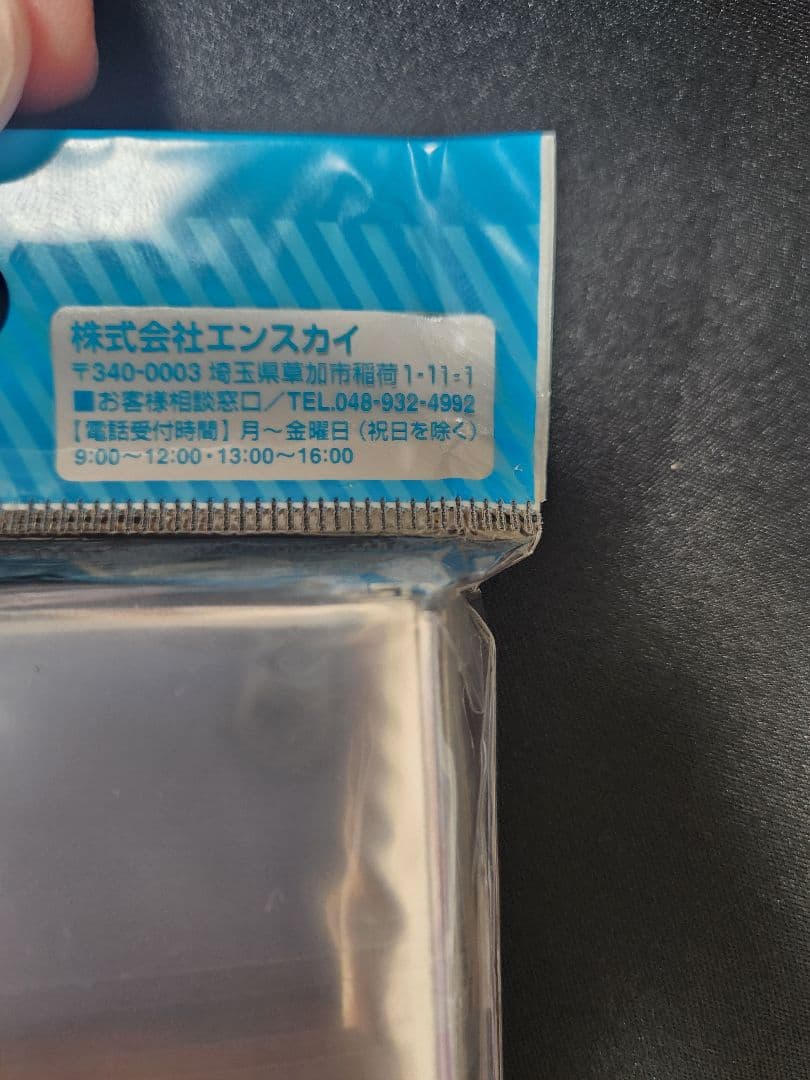 株式会社エンスカイ
〒340-0003 埼玉県草加市稲荷1-11-1
■お客様相談窓口／TEL.048-932-4992
【電話受付時間】月～金曜日（祝日を除く）
9:00～12:00・13:00～16:00